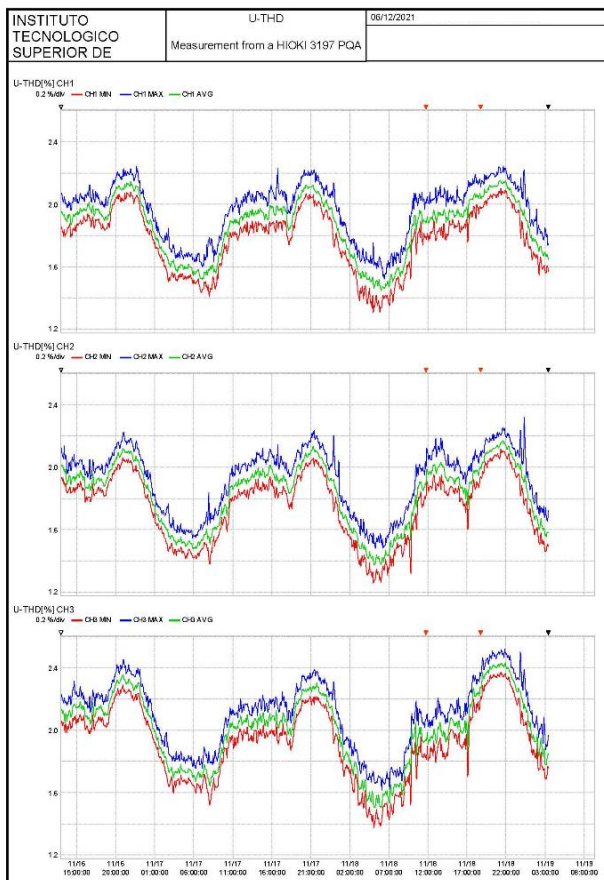 INSTITUTO
TECNOLOGICO
SUPERIOR DE
U-THD
Measurement from a HIOKI 3197 PQA
06/12/2021
U-THD[%] CH1
0.2 %/div CH1 MIN CH1 MAX CH1 AVG
2.4
2.0
1.6
1.2
U-THD[%] CH2
0.2 %/div CH2 MIN CH2 MAX CH2 AVG
2.4
2.0
1.6
1.2
U-THD[%] CH3
0.2 %/div CH3 MIN CH3 MAX CH3 AVG
2.4
2.0
1.6
1.2
11/16 11/16 11/17 11/17 11/17 11/17 11/17 11/18 11/18 11/18 11/18 11/18 11/19 11/19
15:00:00 20:00:00 01:00:00 06:00:00 11:00:00 16:00:00 21:00:00 02:00:00 07:00:00 12:00:00 17:00:00 22:00:00 03:00:00 08:00:00